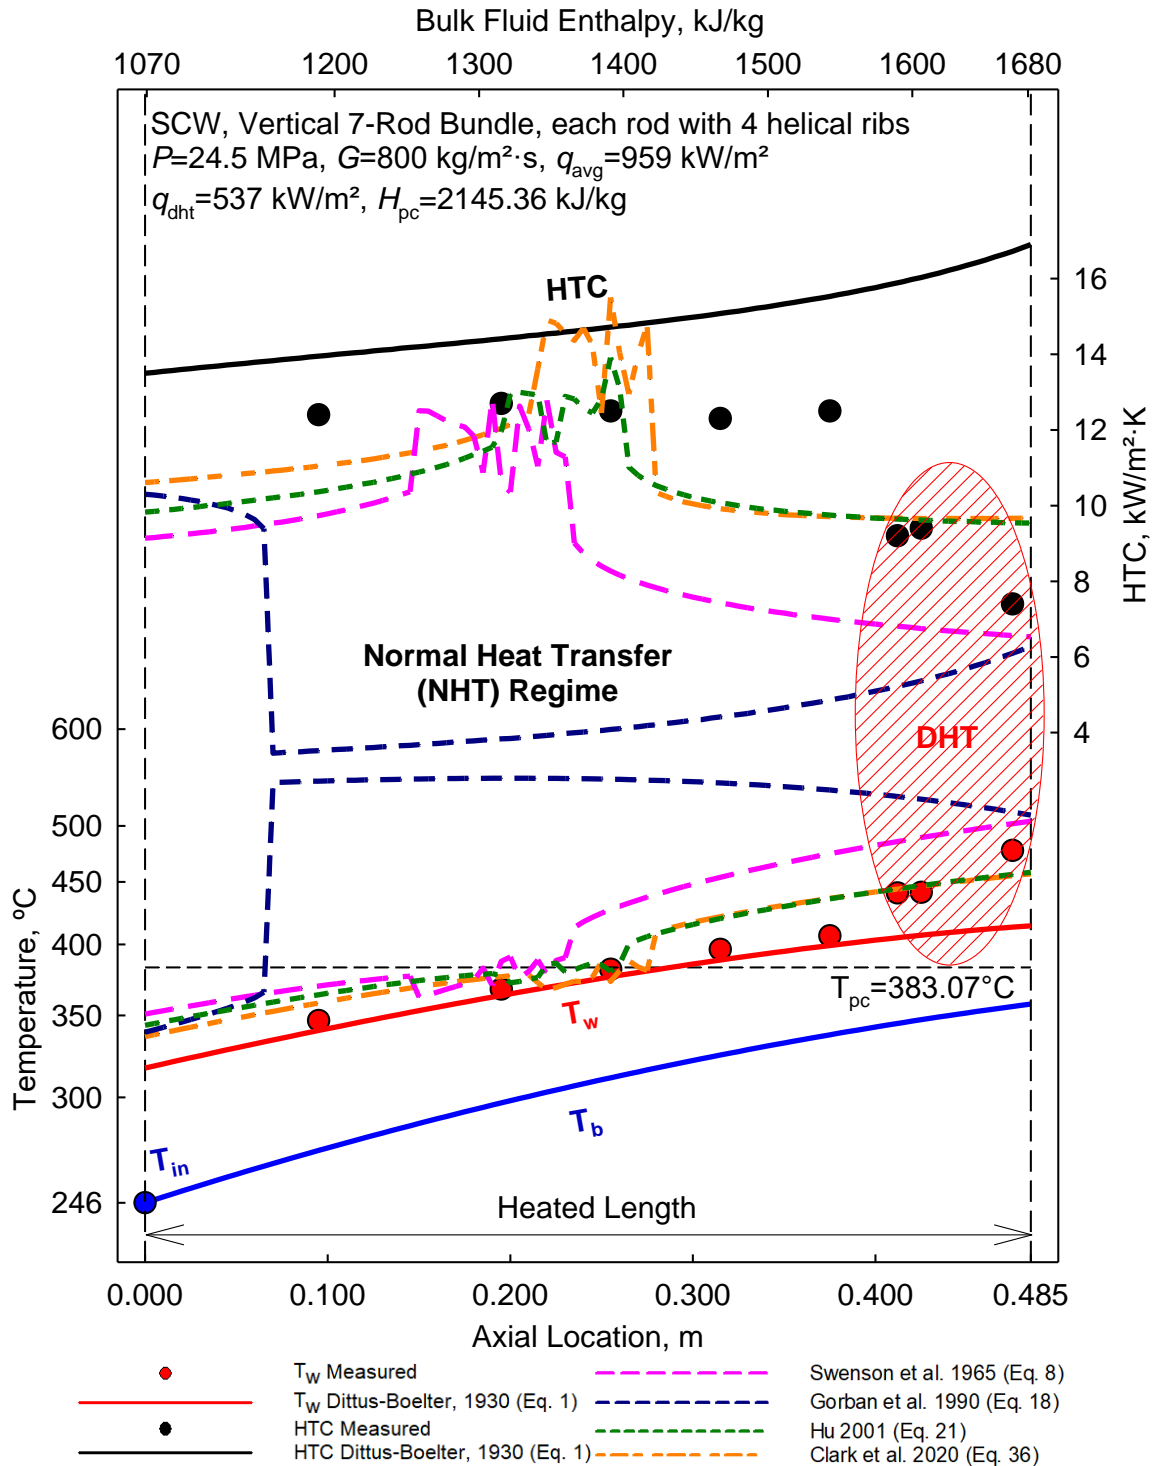 Bulk Fluid Enthalpy, kJ/kg
1070 1200 1300 1400 1500 1600 1680
SCW, Vertical 7-Rod Bundle, each rod with 4 helical ribs
P=24.5 MPa, G=800 kg/m²·s, qavg=959 kW/m²
qdht=537 kW/m², Hpc=2145.36 kJ/kg
HTC
16
14
12
10
8
6
4
HTC, kW/m²·K
Normal Heat Transfer
(NHT) Regime
DHT
600
500
450
400
350
300
246
Temperature, ºC
Tpc=383.07°C
Tw
Tb
Tin
Heated Length
0.000 0.100 0.200 0.300 0.400 0.485
Axial Location, m
Tw Measured
Tw Dittus-Boelter, 1930 (Eq. 1)
HTC Measured
HTC Dittus-Boelter, 1930 (Eq. 1)
Swenson et al. 1965 (Eq. 8)
Gorban et al. 1990 (Eq. 18)
Hu 2001 (Eq. 21)
Clark et al. 2020 (Eq. 36)